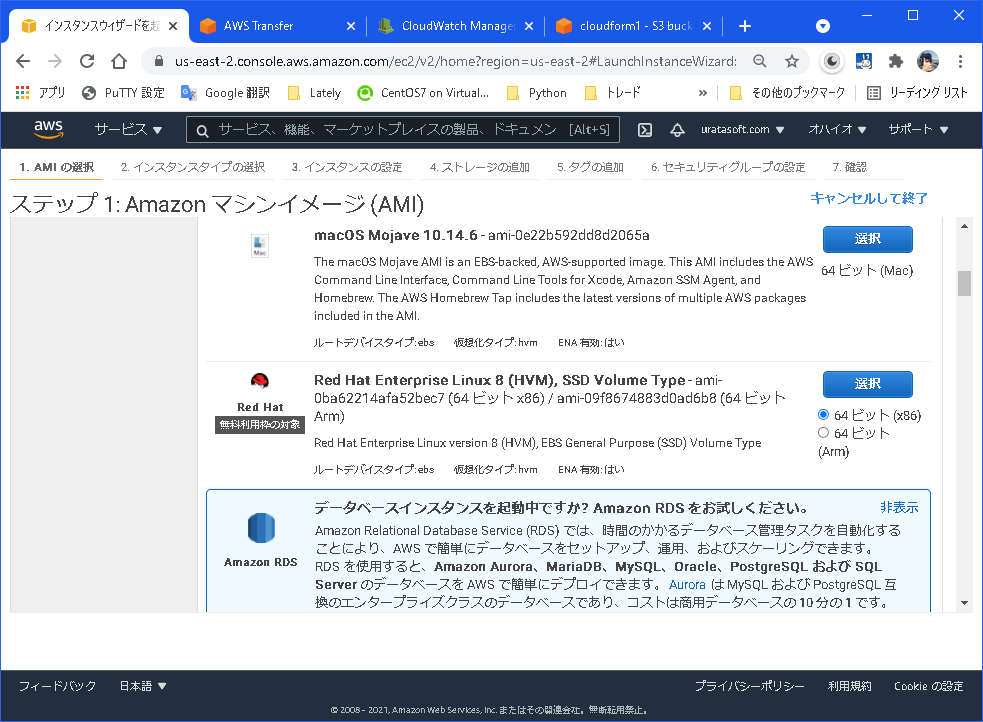 インスタンスウィザードを起
AWS Transfer
CloudWatch Manage
cloudform1 - S3 buck
us-east-2.console.aws.amazon.com/ec2/v2/home?region=us-east-2#LaunchInstanceWizard:
アプリ
PuTTY 設定
Google 翻訳
Lately
CentOS7 on Virtual...
Python
トレード
»
その他のブックマーク
リーディング リスト
aws
サービス
サービス、機能、マーケットプレイスの製品、ドキュメン [Alt+S]
uratasoft.com
オハイオ
サポート
1. AMI の選択
2. インスタンスタイプの選択
3. インスタンスの設定
4. ストレージの追加
5. タグの追加
6. セキュリティグループの設定
7. 確認
ステップ 1: Amazon マシンイメージ (AMI)
キャンセルして終了
Mac
macOS Mojave 10.14.6 - ami-0e22b592dd8d2065a
選択
64 ビット (Mac)
The macOS Mojave AMI is an EBS-backed, AWS-supported image. This AMI includes the AWS
Command Line Interface, Command Line Tools for Xcode, Amazon SSM Agent, and
Homebrew. The AWS Homebrew Tap includes the latest versions of multiple AWS packages
included in the AMI.
ルートデバイスタイプ: ebs 仮想化タイプ: hvm ENA 有効: はい
Red Hat
無料利用枠の対象
Red Hat Enterprise Linux 8 (HVM), SSD Volume Type - ami-
0ba62214afa52bec7 (64 ビット x86) / ami-09f8674883d0ad6b8 (64 ビット
Arm)
選択
64 ビット (x86)
64 ビット
(Arm)
Red Hat Enterprise Linux version 8 (HVM), EBS General Purpose (SSD) Volume Type
ルートデバイスタイプ: ebs 仮想化タイプ: hvm ENA 有効: はい
Amazon RDS
データベースインスタンスを起動中ですか? Amazon RDS をお試しください。
非表示
Amazon Relational Database Service (RDS) では、時間のかかるデータベース管理タスクを自動化する
ことにより、AWS で簡単にデータベースをセットアップ、運用、およびスケーリングできます。
RDS を使用すると、Amazon Aurora、MariaDB、MySQL、Oracle、PostgreSQL および SQL
Server のデータベースを AWS で簡単にデプロイできます。 Aurora は MySQL および PostgreSQL 互
換のエンタープライズクラスのデータベースであり、コストは商用データベースの 10 分の 1 です。
フィードバック
日本語
プライバシーポリシー
利用規約
Cookie の設定
© 2008 - 2021, Amazon Web Services, Inc. またはその関連会社。無断転用禁止。